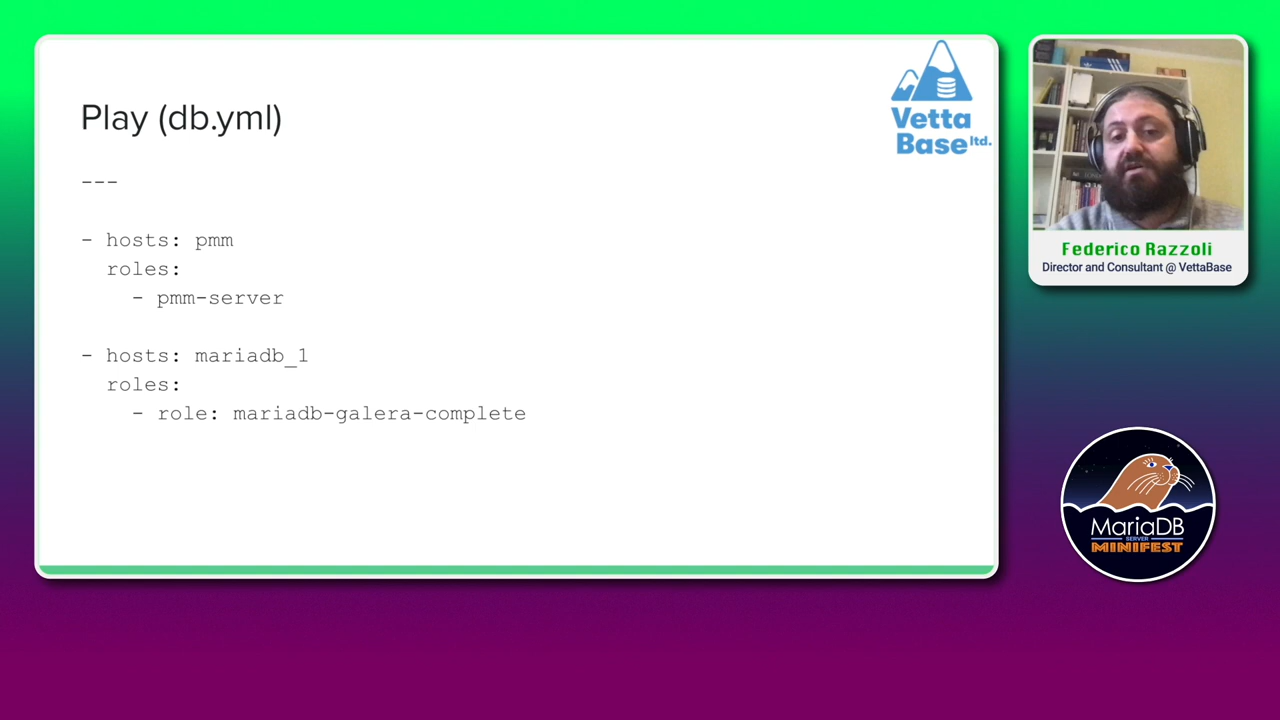 Play (db.yml)
---
- hosts: pmm
roles:
- pmm-server
- hosts: mariadb_1
roles:
- role: mariadb-galera-complete
Vetta
Base ltd.
Federico Razzoli
Director and Consultant @ VettaBase
MariaDB
SERVER
MINIFEST